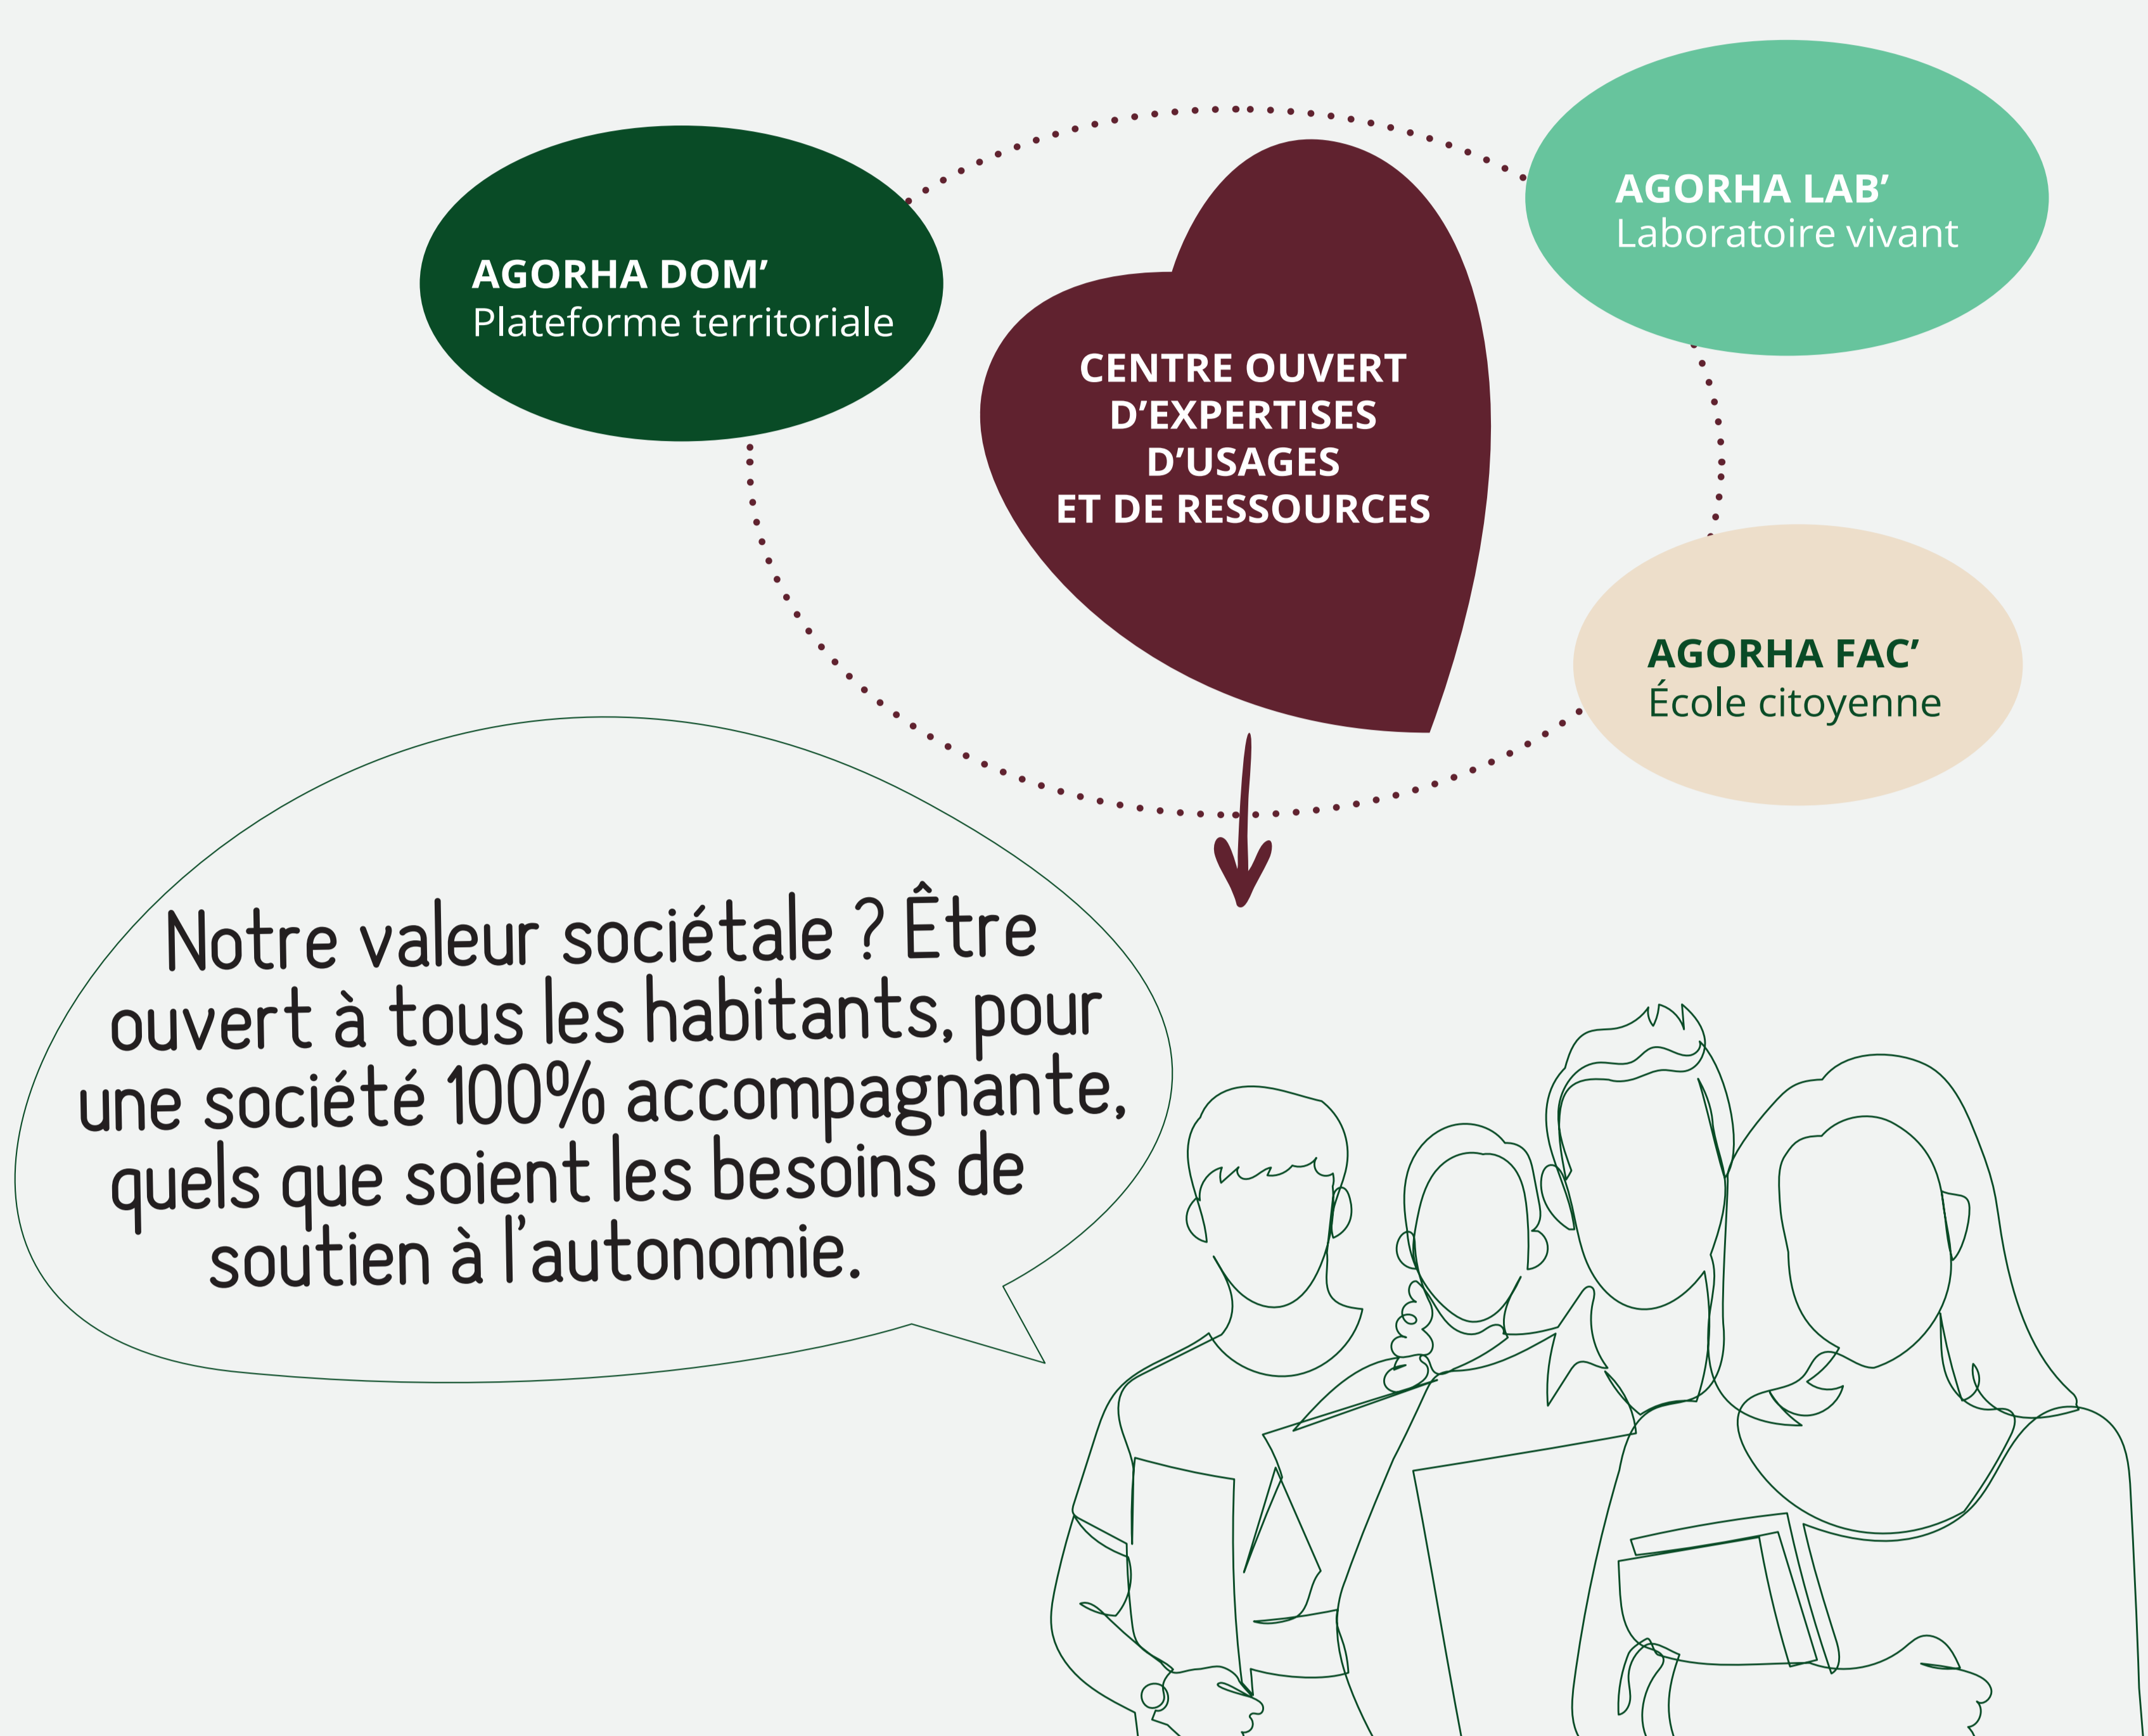 AGORHA LAB’
Laboratoire vivant
AGORHA DOM’
Plateforme territoriale
CENTRE OUVERT
D’EXPERTISES
D’USAGES
ET DE RESSOURCES
AGORHA FAC’
École citoyenne
Notre valeur sociétale ? Être
ouvert à tous les habitants, pour
une société 100% accompagnante,
quels que soient les besoins de
soutien à l’autonomie.